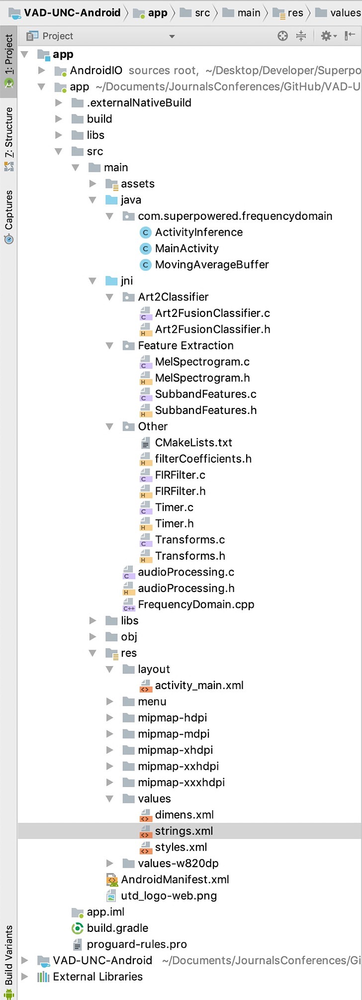 VAD-UNC-Android app src main res values
1: Project
Project
app
AndroidIO sources root, ~/Desktop/Developer/Superpo
app ~/Documents/JournalsConferences/GitHub/VAD-U
.externalNativeBuild
7: Structure
build
libs
src
main
Captures
assets
java
com.superpowered.frequencydomain
C ActivityInference
C MainActivity
C MovingAverageBuffer
jni
Art2Classifier
C Art2FusionClassifier.c
H Art2FusionClassifier.h
Feature Extraction
C MelSpectrogram.c
H MelSpectrogram.h
C SubbandFeatures.c
H SubbandFeatures.h
Other
CMakeLists.txt
H filterCoefficients.h
C FIRFilter.c
H FIRFilter.h
C Timer.c
H Timer.h
C Transforms.c
H Transforms.h
C audioProcessing.c
H audioProcessing.h
C++ FrequencyDomain.cpp
libs
obj
res
layout
<> activity_main.xml
menu
mipmap-hdpi
mipmap-mdpi
mipmap-xhdpi
mipmap-xxhdpi
mipmap-xxxhdpi
values
<> dimens.xml
<> strings.xml
<> styles.xml
values-w820dp
<> AndroidManifest.xml
utd_logo-web.png
app.iml
build.gradle
proguard-rules.pro
Build Variants
VAD-UNC-Android ~/Documents/JournalsConferences/Gi
External Libraries